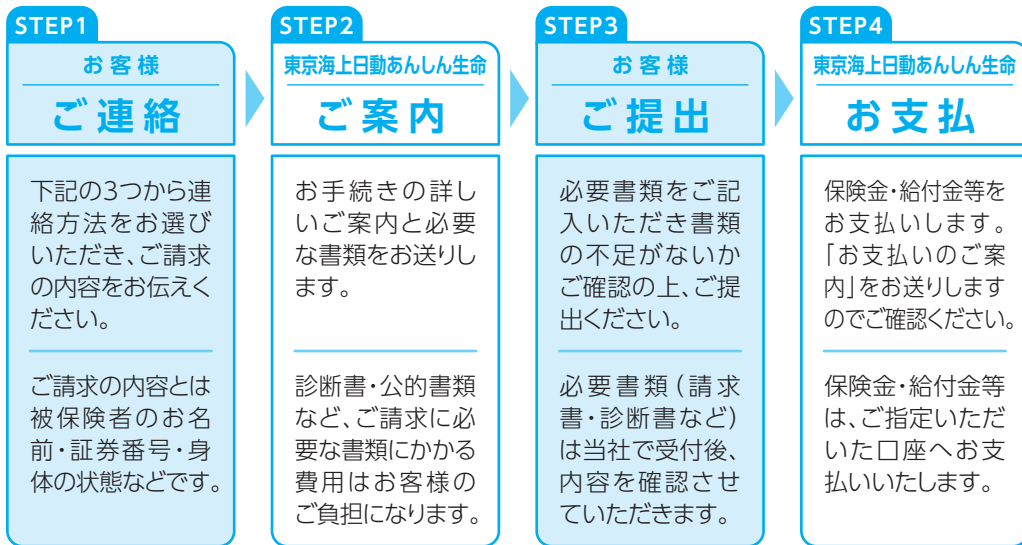 STEP1
お客様
ご連絡
下記の3つから連
絡方法をお選び
いただき、ご請求
の内容をお伝えく
ださい。
ご請求の内容とは
被保険者のお名
前・証券番号・身
体の状態などです。
STEP2
東京海上日動あんしん生命
ご案内
お手続きの詳し
いご案内と必要
な書類をお送りし
ます。
診断書・公的書類
など、ご請求に必
要な書類にかかる
費用はお客様の
ご負担になります。
STEP3
お客様
ご提出
必要書類をご記
入いただき書類
の不足がないか
ご確認の上、ご提
出ください。
必要書類(請求
書・診断書など)
は当社で受付後、
内容を確認させ
ていただきます。
STEP4
東京海上日動あんしん生命
お支払
保険金・給付金等を
お支払いします。
「お支払いのご案
内」をお送りします
のでご確認ください。
保険金・給付金等
は、ご指定いただ
いた口座へお支
払いいたします。